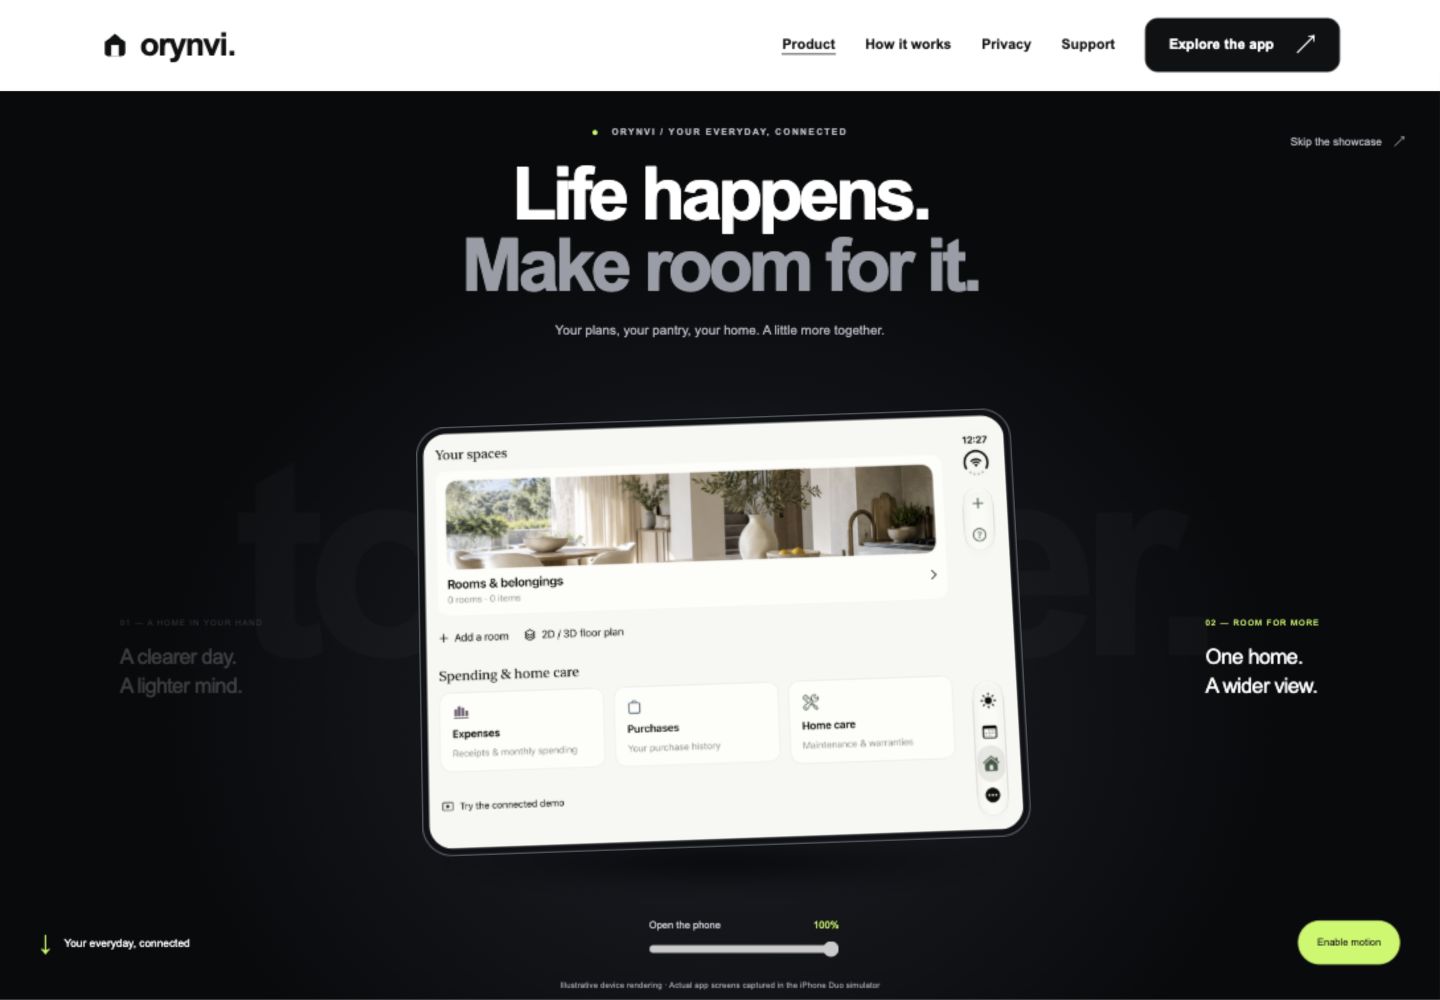 orynvi.
Product
How it works
Privacy
Support
Explore the app
ORYNVI / YOUR EVERYDAY, CONNECTED
Skip the showcase
Life happens.
Make room for it.
Your plans, your pantry, your home. A little more together.
Your spaces
12:27
Rooms & belongings
0 rooms · 0 items
Add a room
2D / 3D floor plan
Spending & home care
Expenses
Receipts & monthly spending
Purchases
Your purchase history
Home care
Maintenance & warranties
Try the connected demo
01 — A HOME IN YOUR HAND
A clearer day.
A lighter mind.
02 — ROOM FOR MORE
One home.
A wider view.
Your everyday, connected
Open the phone
100%
Enable motion
Illustrative device rendering · Actual app screens captured in the iPhone Duo simulator